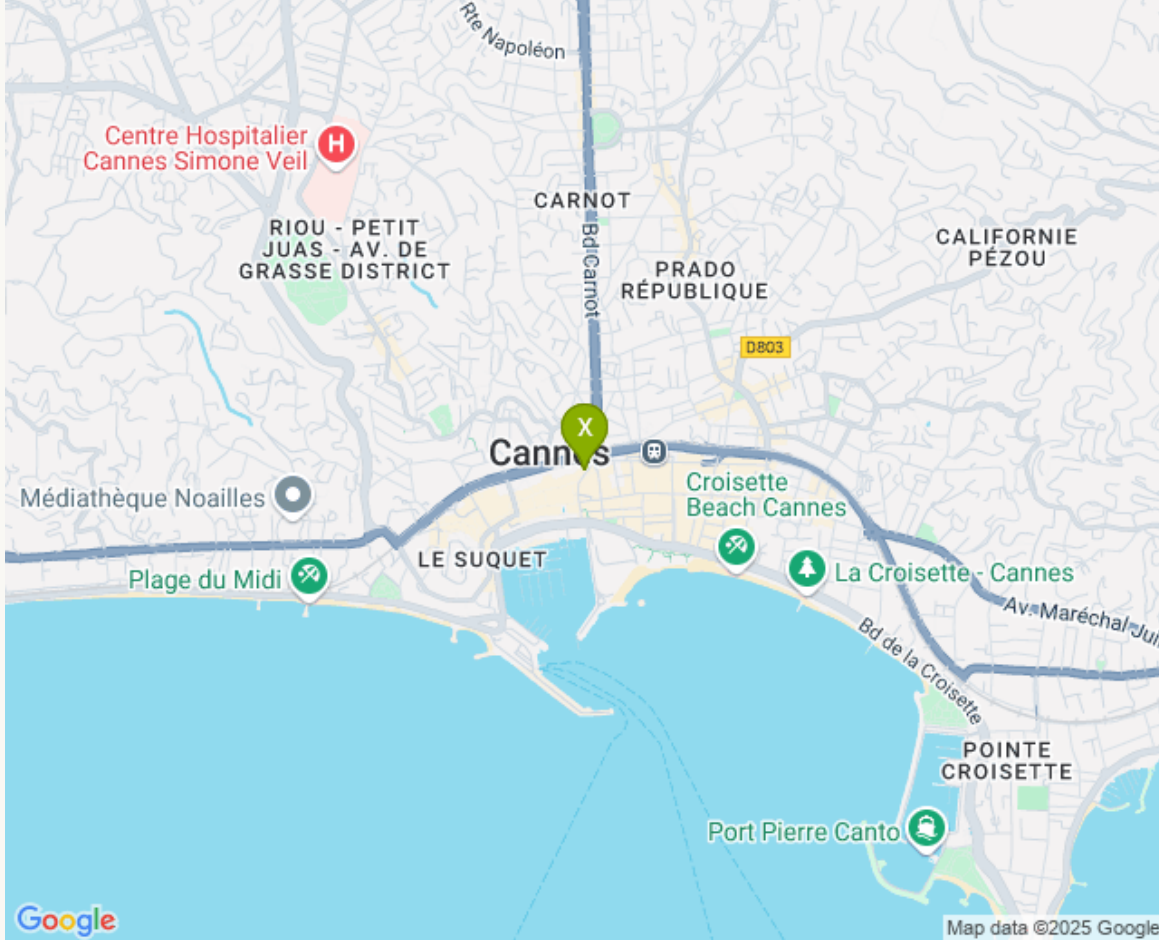 Rte Napoléon
Centre Hospitalier
Cannes Simone Veil
H
CARNOT
RIOU - PETIT
JUAS - AV. DE
GRASSE DISTRICT
Bd Carnot
CALIFORNIE
PÉZOU
PRADO
RÉPUBLIQUE
D803
X
Cannes
Médiathèque Noailles
Croisette
Beach Cannes
LE SUQUET
Plage du Midi
La Croisette - Cannes
Av. Maréchal Jui
Bd de la Croisette
POINTE
CROISETTE
Port Pierre Canto
Google
Map data ©2025 Google